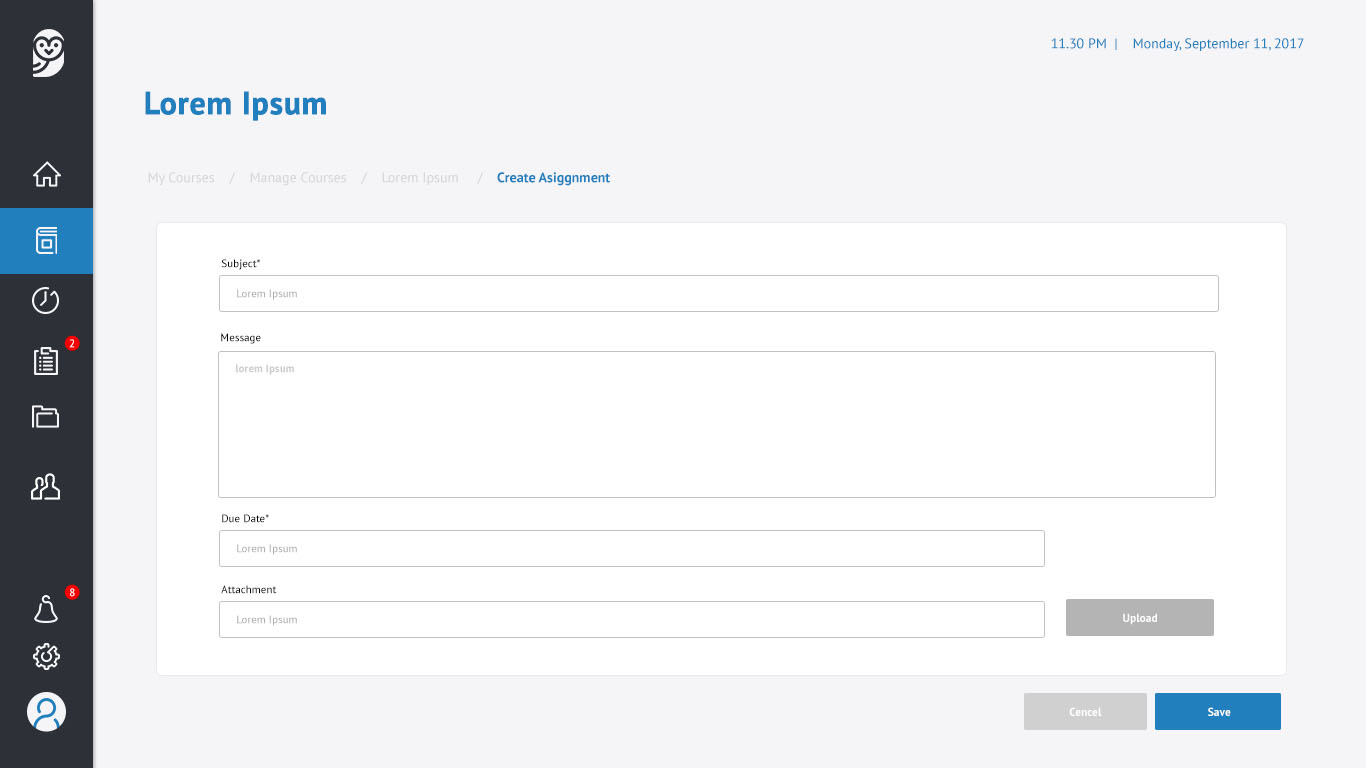 11.30 PM | Monday, September 11, 2017
Lorem Ipsum
My Courses / Manage Courses / Lorem Ipsum / Create Asiggnment
Subject*
Lorem Ipsum
Message
lorem Ipsum
2
Due Date*
Lorem Ipsum
Attachment
Lorem Ipsum
Upload
8
Cencel
Save